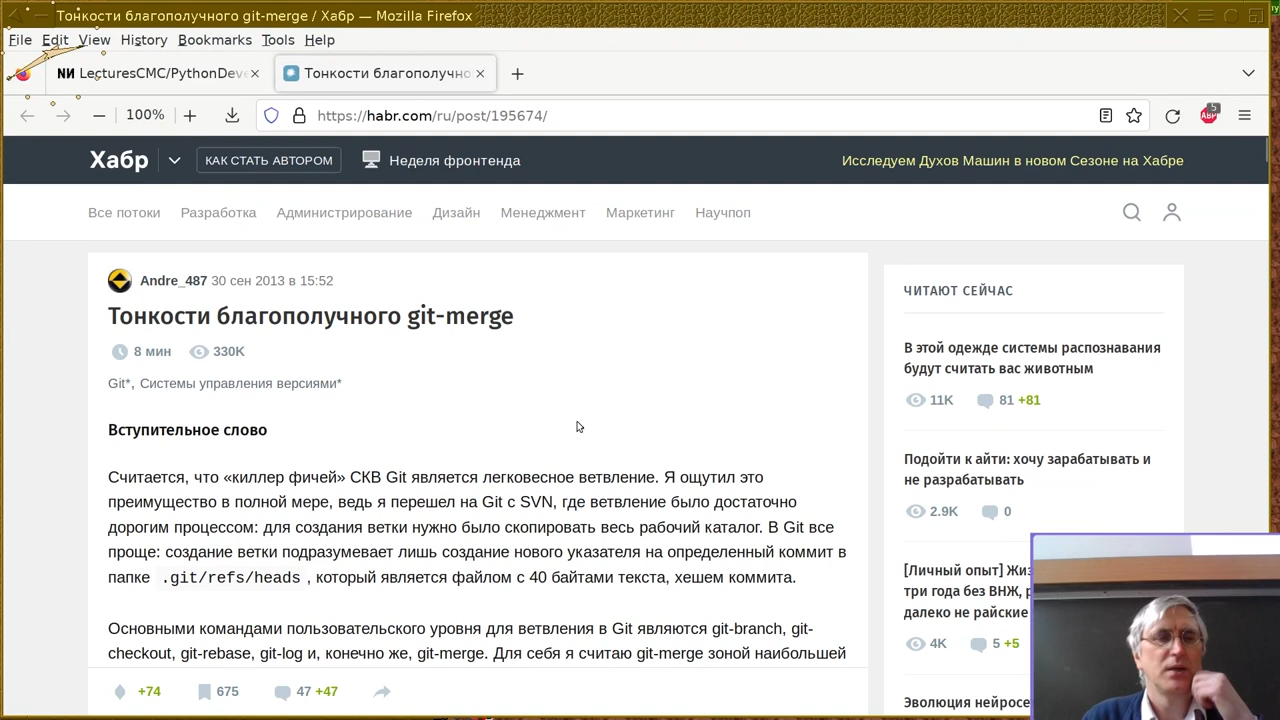 Тонкости благополучного git-merge / Хабр — Mozilla Firefox
File Edit View History Bookmarks Tools Help
LecturesCMC/PythonDeve
Тонкости благополучно
100%
https://habr.com/ru/post/195674/
5
Хабр
КАК СТАТЬ АВТОРОМ
Неделя фронтенда
Исследуем Духов Машин в новом Сезоне на Хабре
Все потоки Разработка Администрирование Дизайн Менеджмент Маркетинг Научпоп
Andre_487 30 сен 2013 в 15:52
Тонкости благополучного git-merge
8 мин 330K
Git*, Системы управления версиями*
Вступительное слово
Считается, что «киллер фичей» СКВ Git является легковесное ветвление. Я ощутил это
преимущество в полной мере, ведь я перешел на Git с SVN, где ветвление было достаточно
дорогим процессом: для создания ветки нужно было скопировать весь рабочий каталог. В Git все
проще: создание ветки подразумевает лишь создание нового указателя на определенный коммит в
папке .git/refs/heads , который является файлом с 40 байтами текста, хешем коммита.
Основными командами пользовательского уровня для ветвления в Git являются git-branch, git-
checkout, git-rebase, git-log и, конечно же, git-merge. Для себя я считаю git-merge зоной наибольшей
+74 675 47 +47
ЧИТАЮТ СЕЙЧАС
В этой одежде системы распознавания
будут считать вас животным
11K 81 +81
Подойти к айти: хочу зарабатывать и
не разрабатывать
2.9K 0
[Личный опыт] Жиз
три года без ВНЖ,
далеко не райские
4K 5 +5
Эволюция нейросе